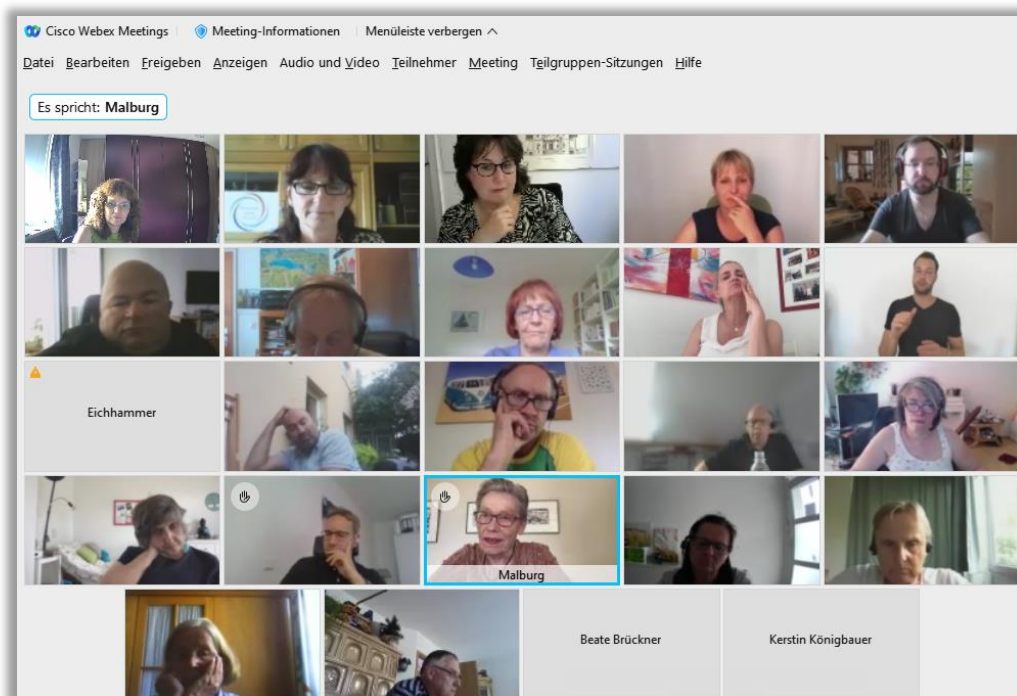 Cisco Webex Meetings Meeting-Informationen Menüleiste verbergen
Datei Bearbeiten Freigeben Anzeigen Audio und Video Teilnehmer Meeting Teilgruppen-Sitzungen Hilfe
Es spricht: Malburg
Eichhammer
Malburg
Beate Brückner Kerstin Königbauer